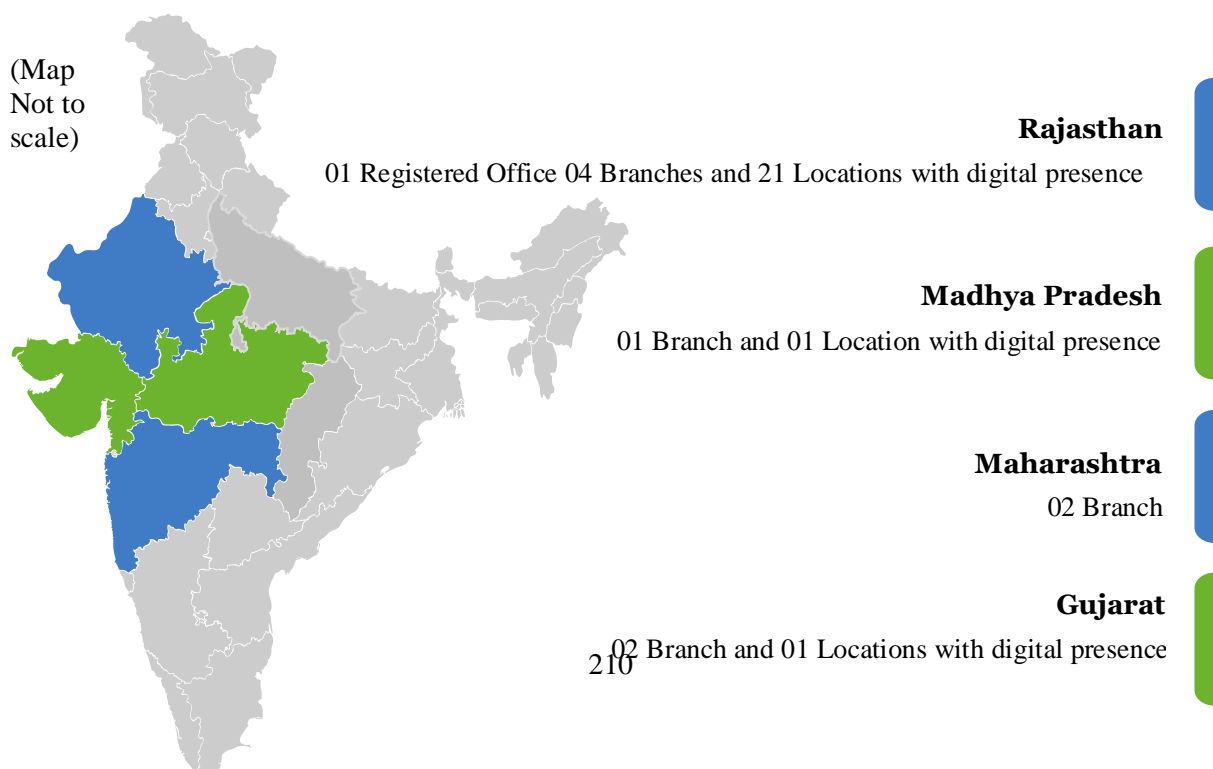 (Map
Not to
scale)
Rajasthan
01 Registered Office 04 Branches and 21 Locations with digital presence
Madhya Pradesh
01 Branch and 01 Location with digital presence
Maharashtra
02 Branch
Gujarat
02 Branch and 01 Locations with digital presence
210